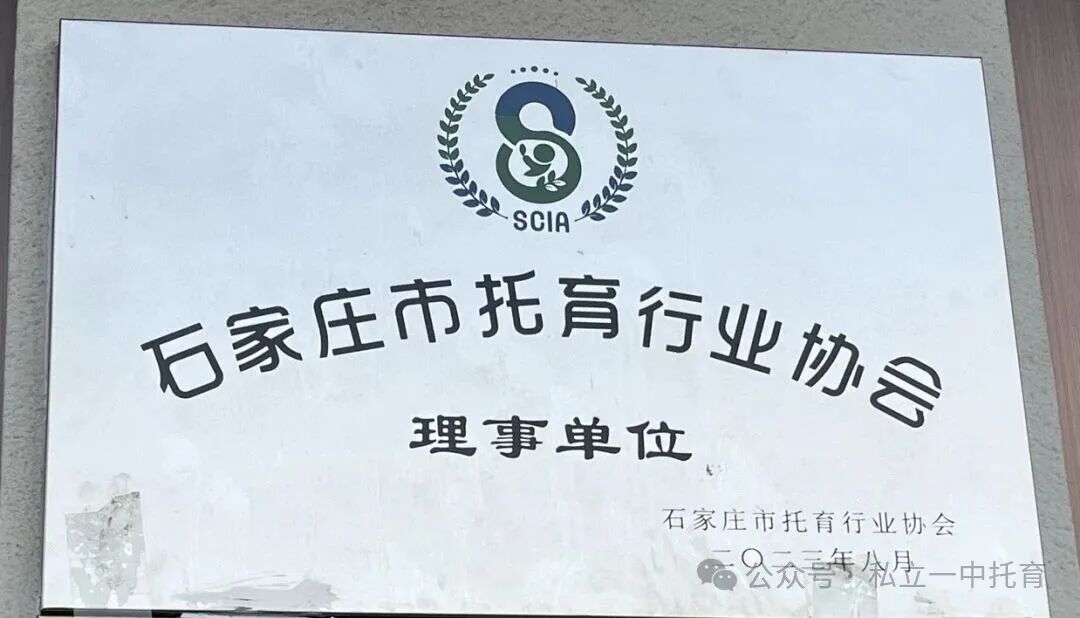 SCIA
石家庄市托育行业协会
理事单位
石家庄市托育行业协会
二〇二三年八月
公众号 · 私立一中托育